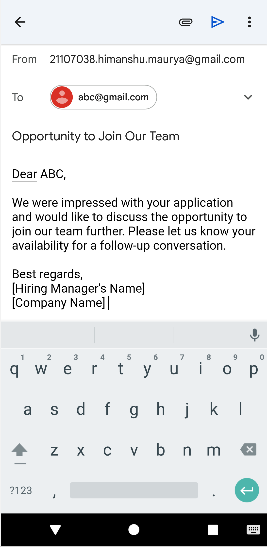 From 21107038.himanshu.maurya@gmail.com
To abc@gmail.com
Opportunity to Join Our Team
Dear ABC,
We were impressed with your application
and would like to discuss the opportunity to
join our team further. Please let us know your
availability for a follow-up conversation.
Best regards,
[Hiring Manager's Name]
[Company Name]
1 2 3 4 5 6 7 8 9 0
q w e r t y u i o p
a s d f g h j k l
z x c v b n m
?123 , .